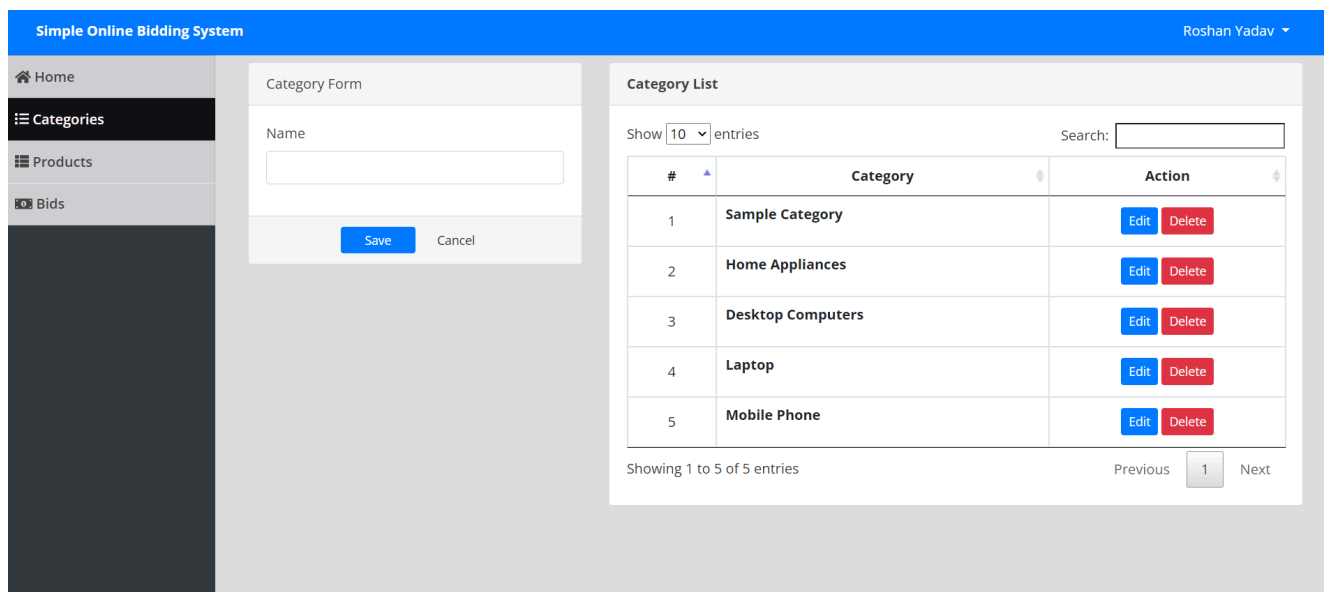 Simple Online Bidding System
Roshan Yadav
Home
Categories
Products
Bids
Category Form
Name
Save Cancel
Category List
Show 10 entries
Search:
# Category Action
1 Sample Category Edit Delete
2 Home Appliances Edit Delete
3 Desktop Computers Edit Delete
4 Laptop Edit Delete
5 Mobile Phone Edit Delete
Showing 1 to 5 of 5 entries
Previous 1 Next